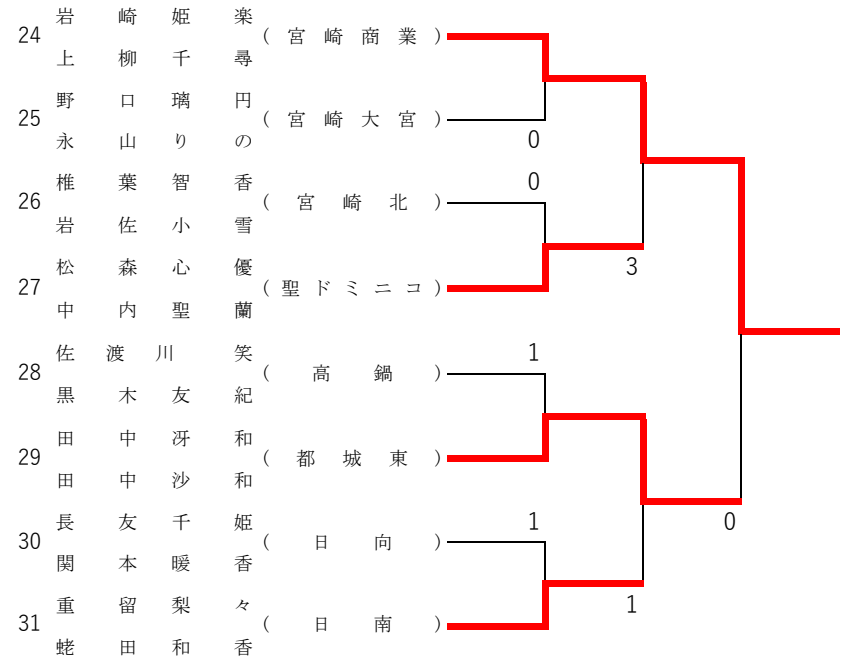 岩崎姫楽
24 (宮崎商業)
上柳千尋
野口璃円
25 (宮崎大宮)
永山りの
0
椎葉智香
0
26 (宮崎北)
岩佐小雪
松森心優
3
27 (聖ドミニコ)
中内聖蘭
佐渡川笑
1
28 (高鍋)
黒木友紀
田中冴和
29 (都城東)
田中沙和
長友千姫
1
0
30 (日向)
関本暖香
重留梨々
1
31 (日南)
蛯田和香